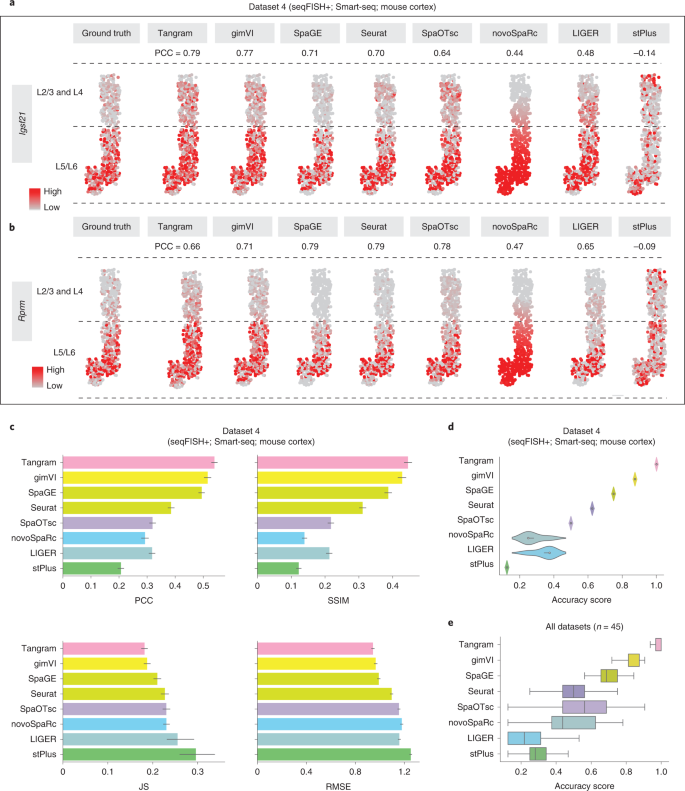 a
Dataset 4 (seqFISH+; Smart-seq; mouse cortex)
Ground truth Tangram gimVI SpaGE Seurat SpaOTsc novoSpaRc LIGER stPlus
PCC = 0.79 0.77 0.71 0.70 0.64 0.44 0.48 −0.14
Igsf21
L2/3 and L4
L5/L6
High
Low
b
Ground truth Tangram gimVI SpaGE Seurat SpaOTsc novoSpaRc LIGER stPlus
PCC = 0.66 0.71 0.79 0.79 0.78 0.47 0.65 −0.09
Rprm
L2/3 and L4
L5/L6
High
Low
c
Dataset 4
(seqFISH+; Smart-seq; mouse cortex)
Tangram
gimVI
SpaGE
Seurat
SpaOTsc
novoSpaRc
LIGER
stPlus
0 0.1 0.2 0.3 0.4 0.5
PCC
0 0.1 0.2 0.3 0.4
SSIM
Tangram
gimVI
SpaGE
Seurat
SpaOTsc
novoSpaRc
LIGER
stPlus
0 0.1 0.2 0.3
JS
0 0.5 1.0
RMSE
d
Dataset 4
(seqFISH+; Smart-seq; mouse cortex)
Tangram
gimVI
SpaGE
Seurat
SpaOTsc
novoSpaRc
LIGER
stPlus
0.2 0.4 0.6 0.8 1.0
Accuracy score
e
All datasets (n = 45)
Tangram
gimVI
SpaGE
Seurat
SpaOTsc
novoSpaRc
LIGER
stPlus
0.2 0.4 0.6 0.8 1.0
Accuracy score